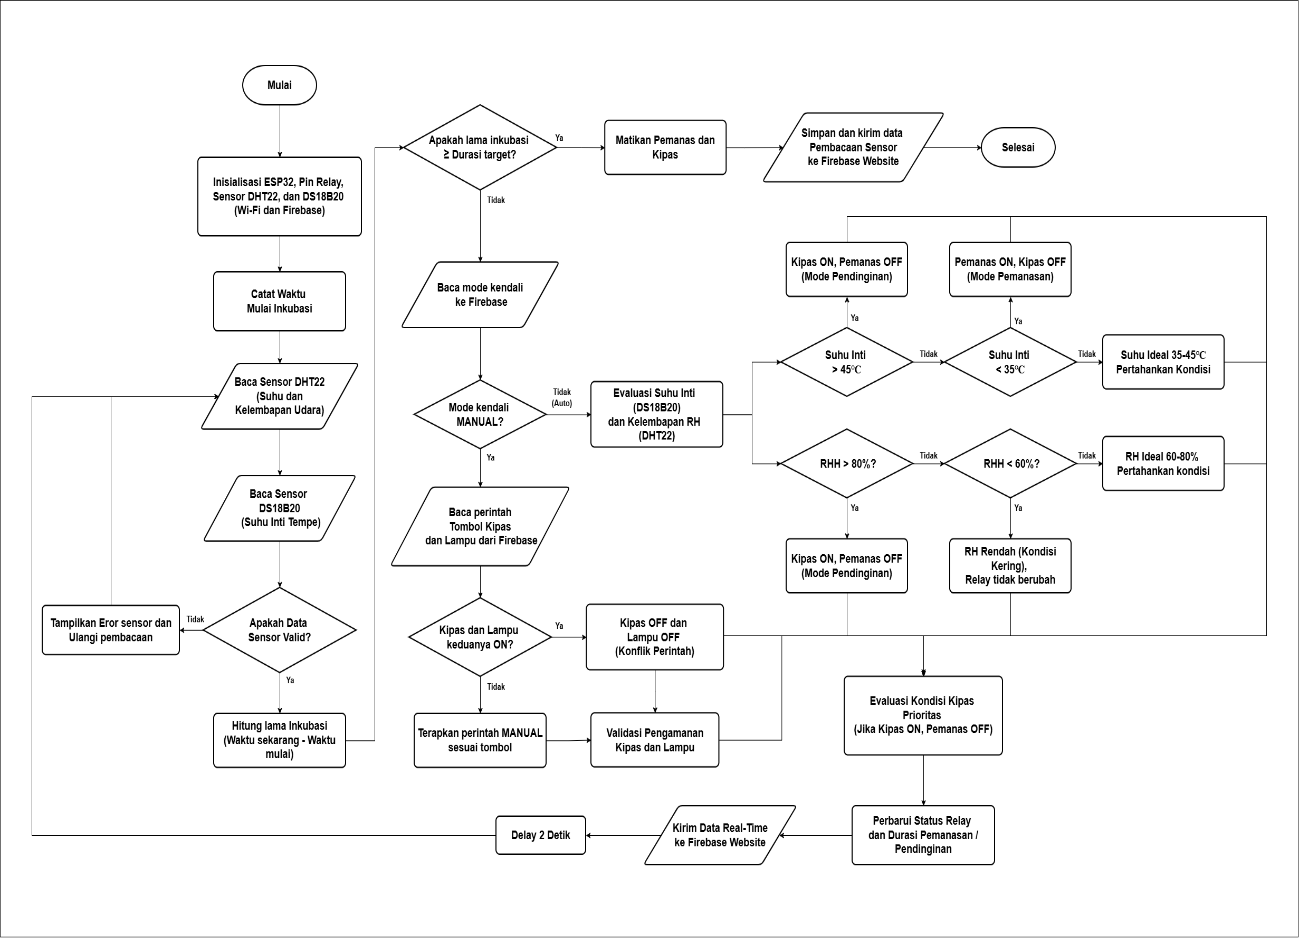 Mulai
Inisialisasi ESP32, Pin Relay,
Sensor DHT22, dan DS18B20
(Wi-Fi dan Firebase)
Catat Waktu
Mulai Inkubasi
Baca Sensor DHT22
(Suhu dan
Kelembapan Udara)
Baca Sensor
DS18B20
(Suhu Inti Tempe)
Apakah Data
Sensor Valid?
Tidak
Tampilkan Eror sensor dan
Ulangi pembacaan
Ya
Hitung lama Inkubasi
(Waktu sekarang - Waktu
mulai)
Apakah lama inkubasi
≥ Durasi target?
Ya
Matikan Pemanas dan
Kipas
Simpan dan kirim data
Pembacaan Sensor
ke Firebase Website
Selesai
Tidak
Baca mode kendali
ke Firebase
Mode kendali
MANUAL?
Tidak
(Auto)
Evaluasi Suhu Inti
(DS18B20)
dan Kelembapan RH
(DHT22)
Ya
Baca perintah
Tombol Kipas
dan Lampu dari Firebase
Kipas dan Lampu
keduanya ON?
Ya
Kipas OFF dan
Lampu OFF
(Konflik Perintah)
Tidak
Terapkan perintah MANUAL
sesuai tombol
Validasi Pengamanan
Kipas dan Lampu
Kipas ON, Pemanas OFF
(Mode Pendinginan)
Pemanas ON, Kipas OFF
(Mode Pemanasan)
Ya
Ya
Suhu Inti
> 45℃
Tidak
Suhu Inti
< 35℃
Tidak
Suhu Ideal 35-45℃
Pertahankan Kondisi
RHH > 80%?
Tidak
RHH < 60%?
Tidak
RH Ideal 60-80%
Pertahankan kondisi
Ya
Ya
Kipas ON, Pemanas OFF
(Mode Pendinginan)
RH Rendah (Kondisi
Kering),
Relay tidak berubah
Evaluasi Kondisi Kipas
Prioritas
(Jika Kipas ON, Pemanas OFF)
Perbarui Status Relay
dan Durasi Pemanasan /
Pendinginan
Kirim Data Real-Time
ke Firebase Website
Delay 2 Detik